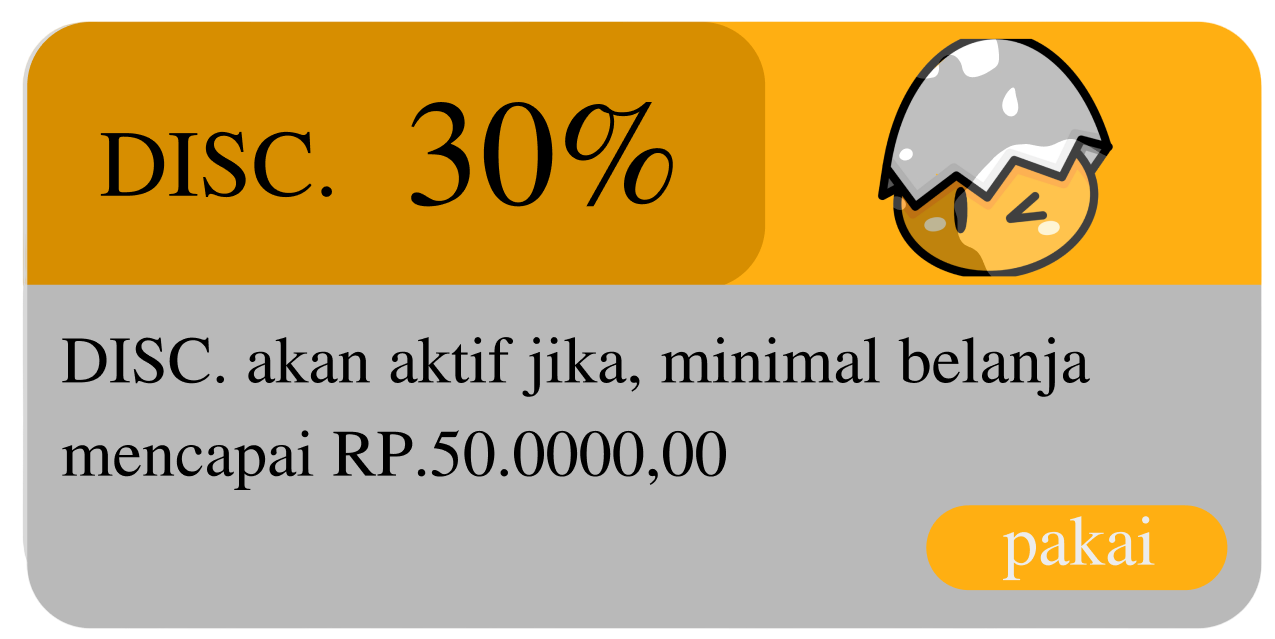 DISC. 30%
DISC. akan aktif jika, minimal belanja
mencapai RP.50.0000,00
pakai